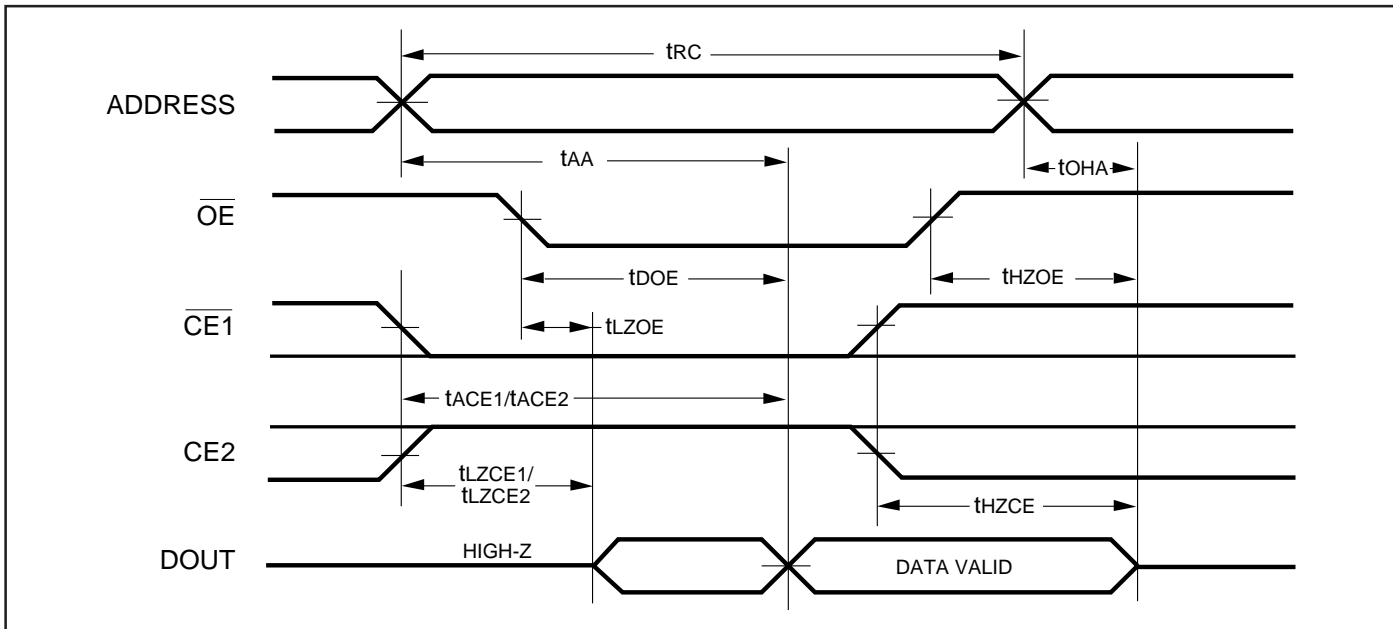 tRC
ADDRESS
tAA
tOHA
OE
tDOE
tHZOE
CE1
tLZOE
tACE1/tACE2
CE2
tLZCE1/
tLZCE2
tHZCE
HIGH-Z
DOUT
DATA VALID